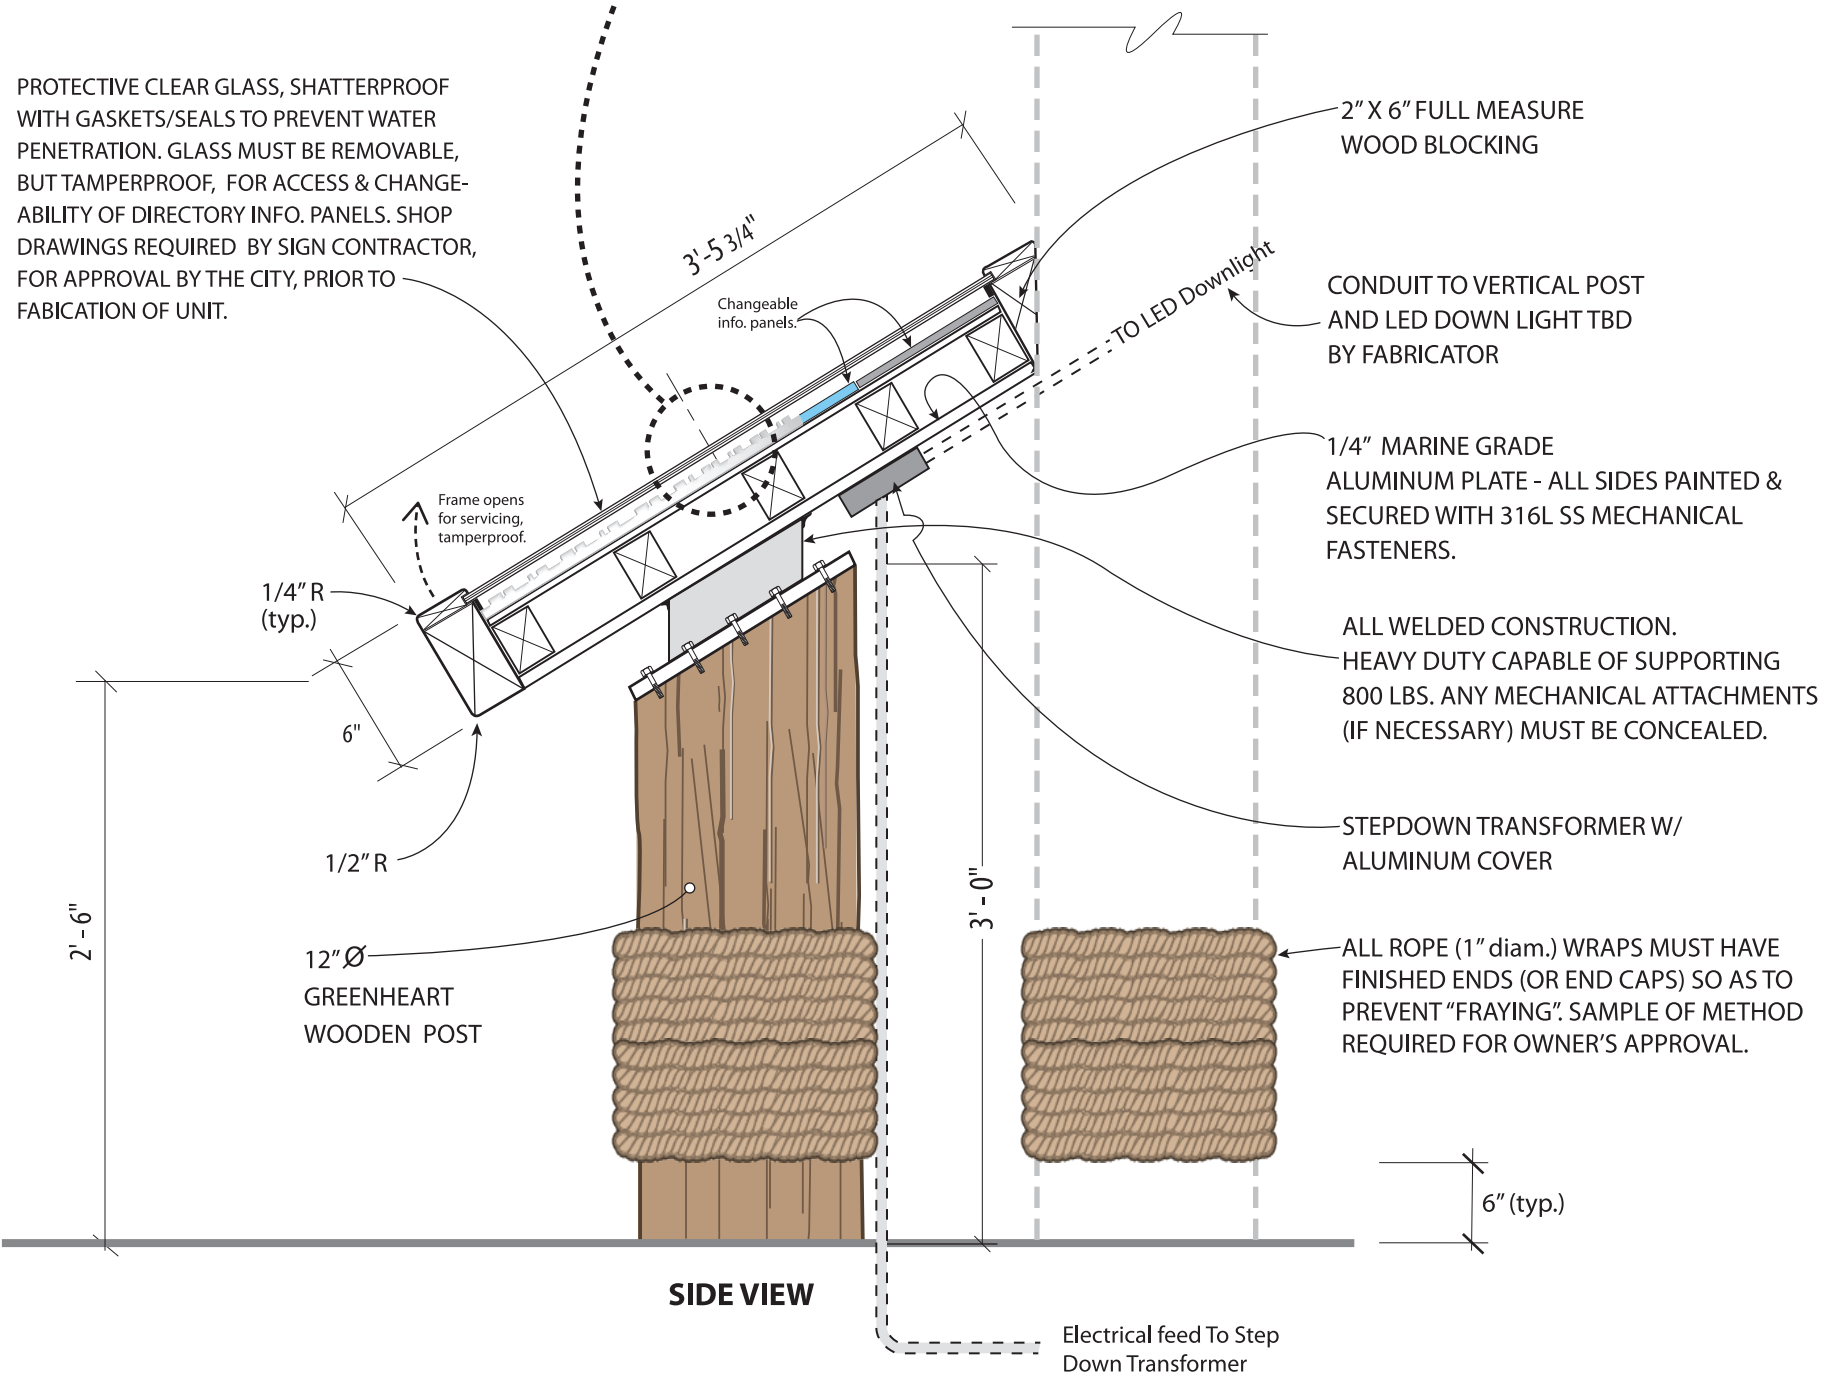 PROTECTIVE CLEAR GLASS, SHATTERPROOF
WITH GASKETS/SEALS TO PREVENT WATER
PENETRATION. GLASS MUST BE REMOVABLE,
BUT TAMPERPROOF, FOR ACCESS & CHANGE-
ABILITY OF DIRECTORY INFO. PANELS. SHOP
DRAWINGS REQUIRED BY SIGN CONTRACTOR,
FOR APPROVAL BY THE CITY, PRIOR TO
FABICATION OF UNIT.
3'-5 3/4"
Changeable
info. panels.
TO LED Downlight
2" X 6" FULL MEASURE
WOOD BLOCKING
CONDUIT TO VERTICAL POST
AND LED DOWN LIGHT TBD
BY FABRICATOR
1/4" MARINE GRADE
ALUMINUM PLATE - ALL SIDES PAINTED &
SECURED WITH 316L SS MECHANICAL
FASTENERS.
Frame opens
for servicing,
tamperproof.
1/4" R
(typ.)
6"
1/2" R
2' - 6"
12" Ø
GREENHEART
WOODEN POST
3' - 0"
ALL WELDED CONSTRUCTION.
HEAVY DUTY CAPABLE OF SUPPORTING
800 LBS. ANY MECHANICAL ATTACHMENTS
(IF NECESSARY) MUST BE CONCEALED.
STEPDOWN TRANSFORMER W/
ALUMINUM COVER
ALL ROPE (1" diam.) WRAPS MUST HAVE
FINISHED ENDS (OR END CAPS) SO AS TO
PREVENT "FRAYING". SAMPLE OF METHOD
REQUIRED FOR OWNER'S APPROVAL.
6" (typ.)
SIDE VIEW
Electrical feed To Step
Down Transformer